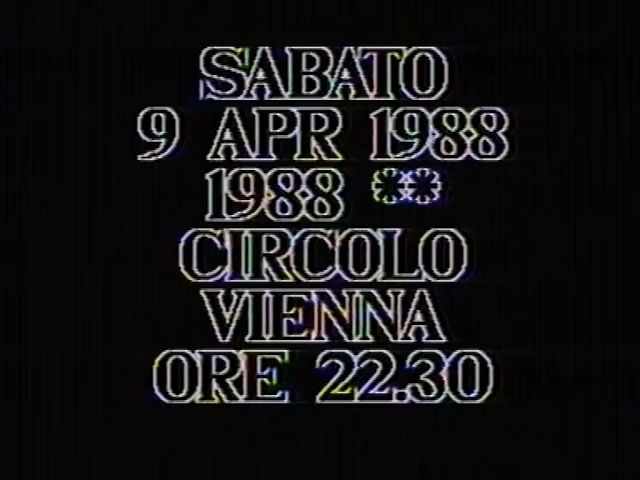 SABATO
9 APR 1988
1988 **
CIRCOLO
VIENNA
ORE 22.30